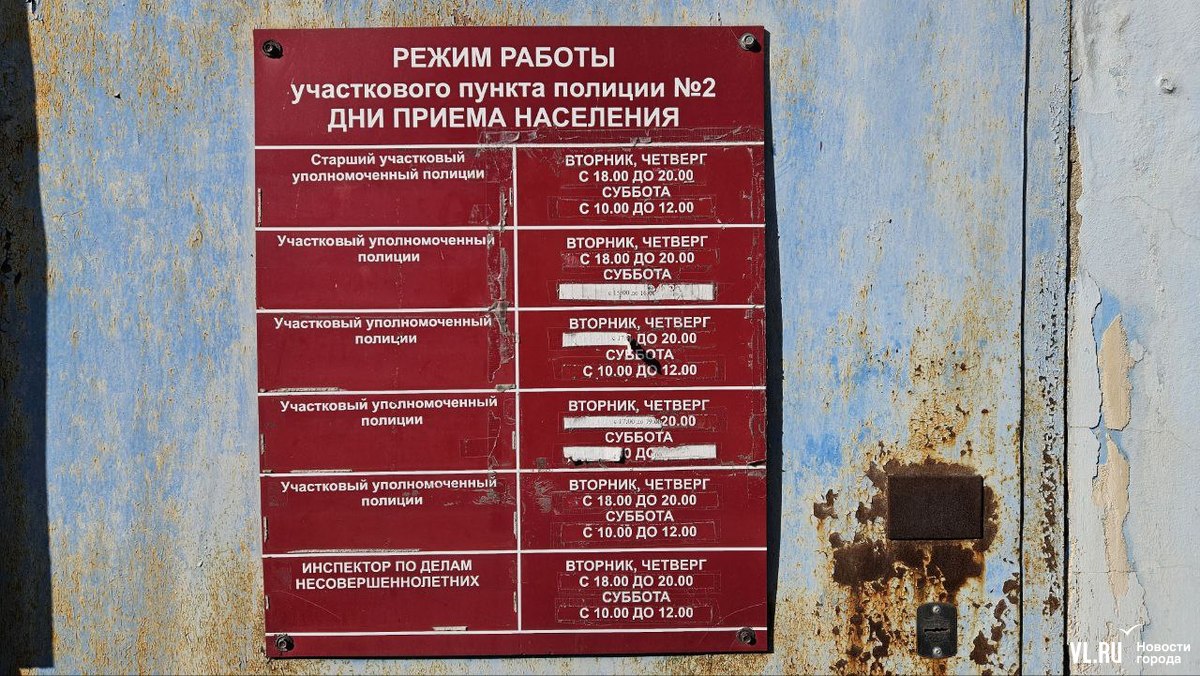 РЕЖИМ РАБОТЫ
участкового пункта полиции №2
ДНИ ПРИЕМА НАСЕЛЕНИЯ
Старший участковый
уполномоченный полиции
ВТОРНИК, ЧЕТВЕРГ
С 18.00 ДО 20.00
СУББОТА
С 10.00 ДО 12.00
Участковый уполномоченный
полиции
ВТОРНИК, ЧЕТВЕРГ
С 18.00 ДО 20.00
СУББОТА
Участковый уполномоченный
полиции
ВТОРНИК, ЧЕТВЕРГ
ДО 20.00
СУББОТА
С 10.00 ДО 12.00
Участковый уполномоченный
полиции
ВТОРНИК, ЧЕТВЕРГ
20.00
СУББОТА
Участковый уполномоченный
полиции
ВТОРНИК, ЧЕТВЕРГ
С 18.00 ДО 20.00
СУББОТА
С 10.00 ДО 12.00
ИНСПЕКТОР ПО ДЕЛАМ
НЕСОВЕРШЕННОЛЕТНИХ
ВТОРНИК, ЧЕТВЕРГ
С 18.00 ДО 20.00
СУББОТА
С 10.00 ДО 12.00
VL.RU Новости
города